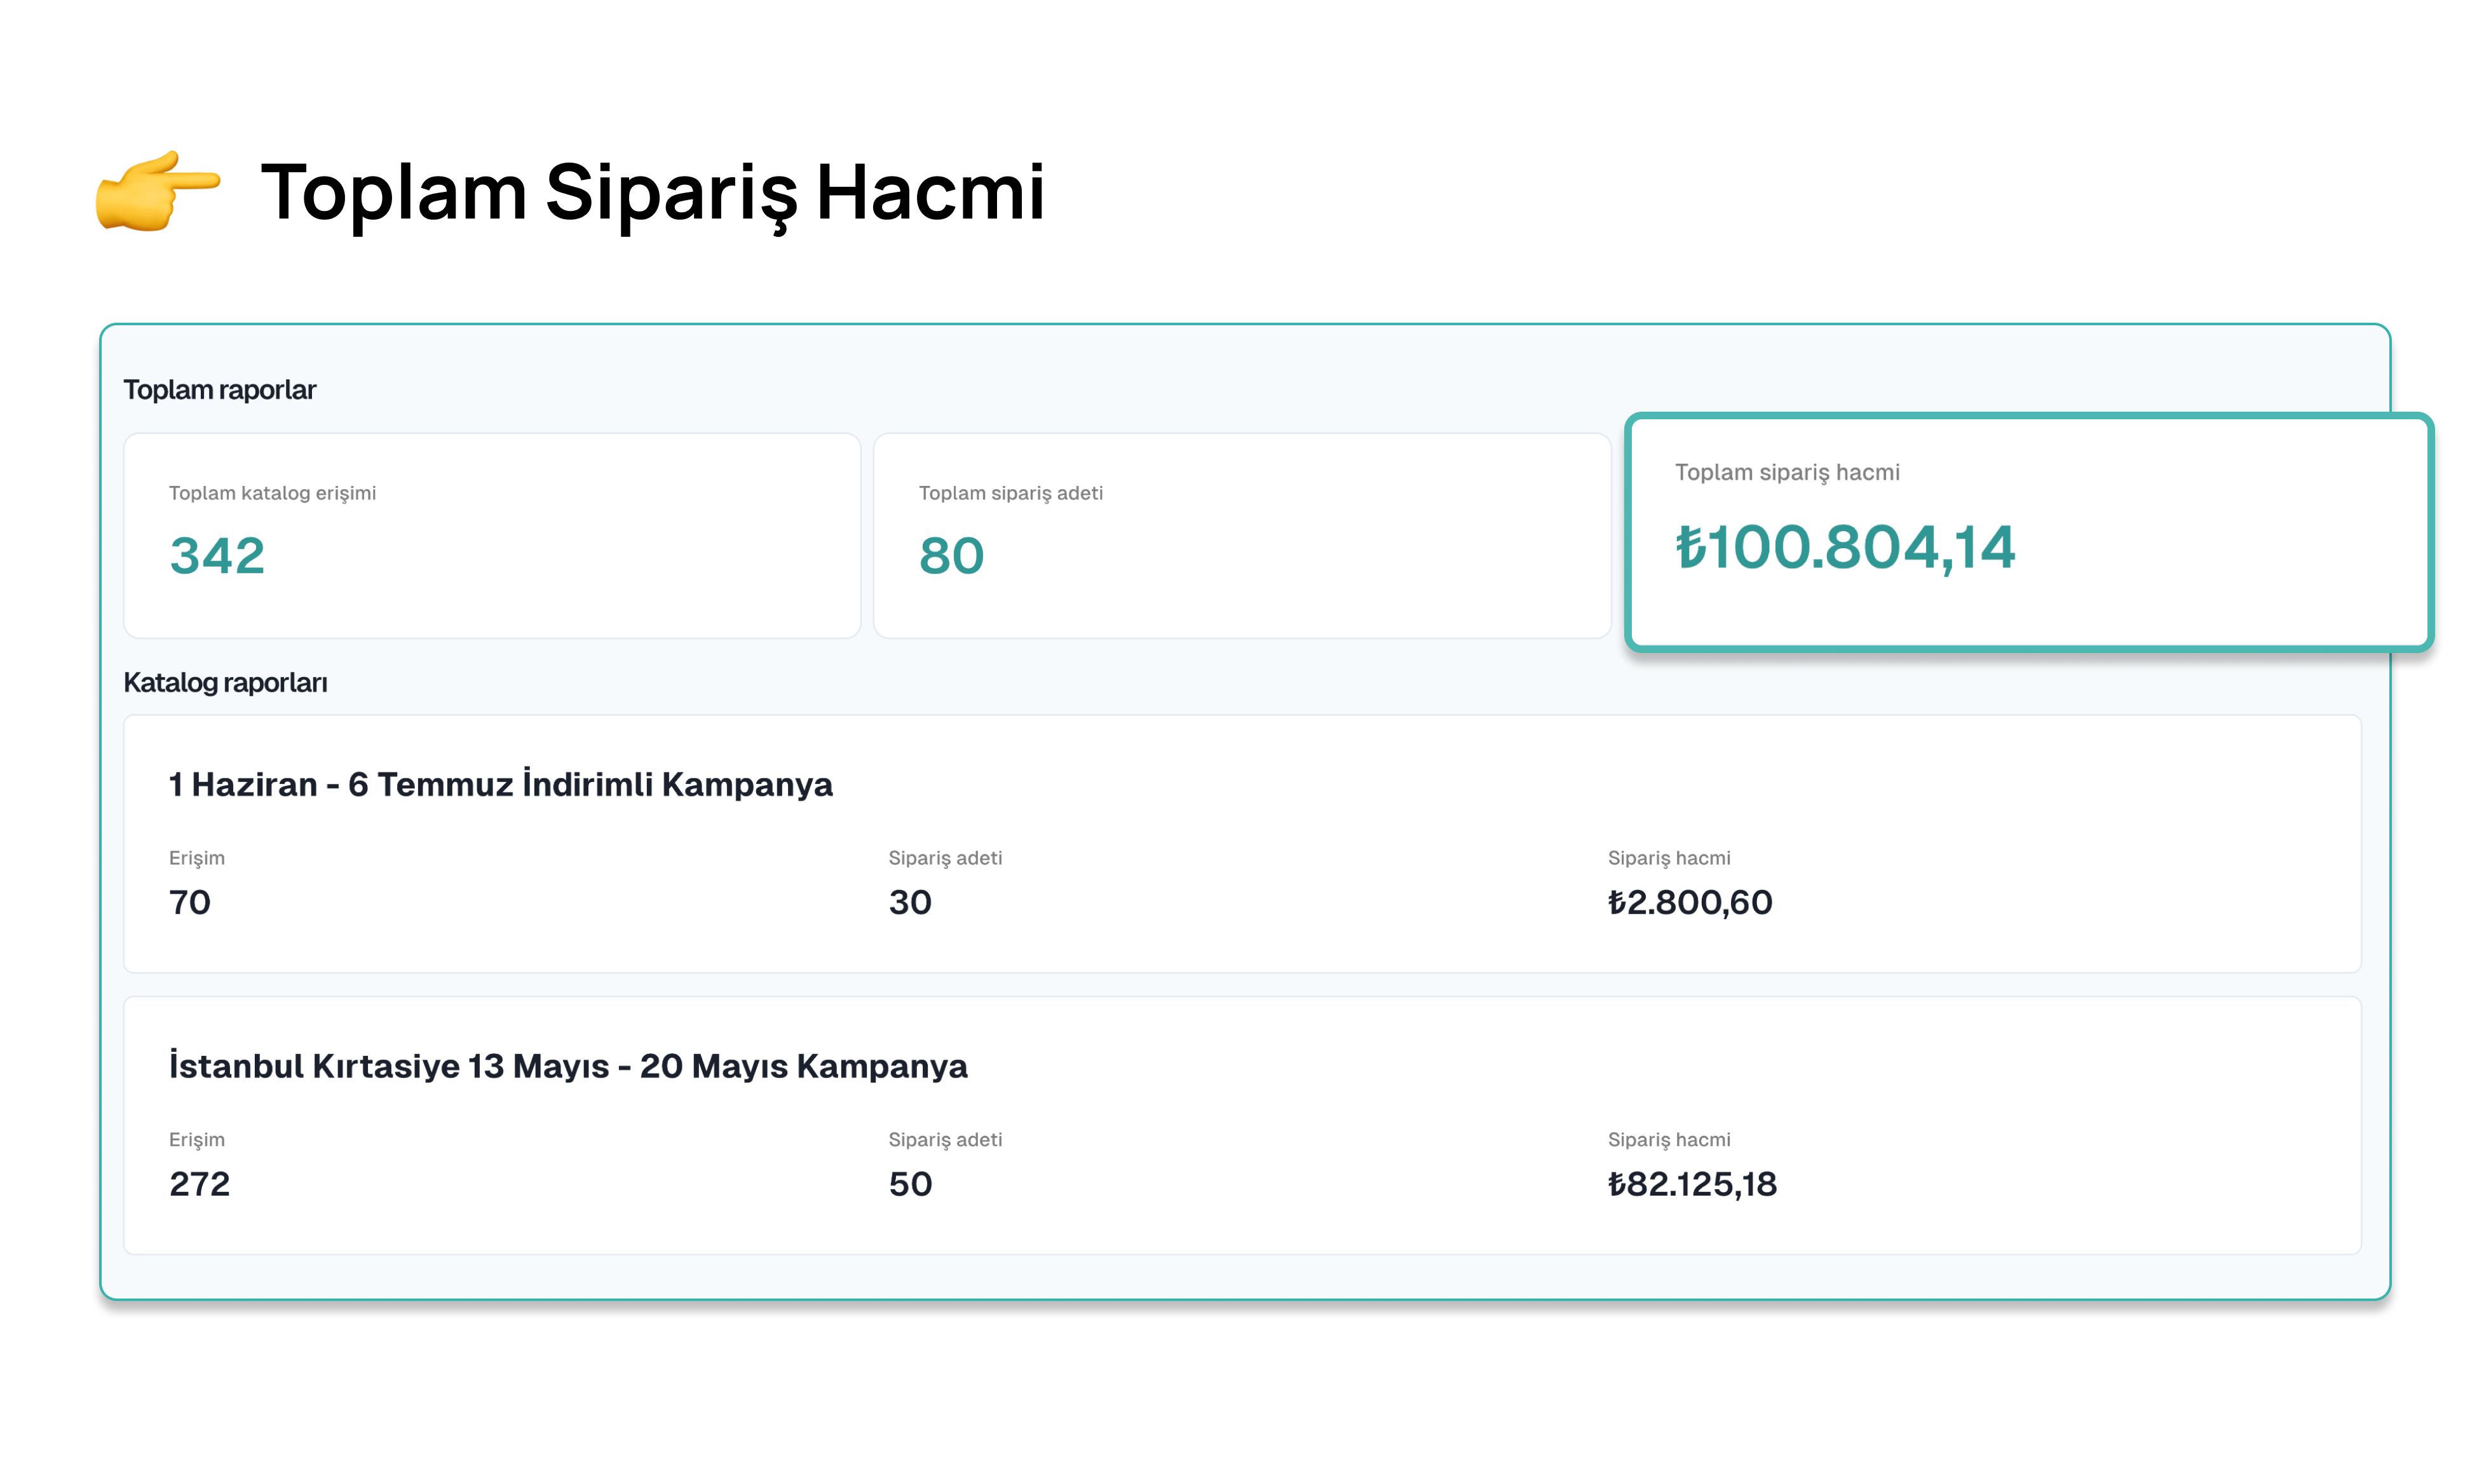 👉 Toplam Sipariş Hacmi
Toplam raporlar
Toplam katalog erişimi
342
Toplam sipariş adeti
80
Toplam sipariş hacmi
₺100.804,14
Katalog raporları
1 Haziran - 6 Temmuz İndirimli Kampanya
Erişim
70
Sipariş adeti
30
Sipariş hacmi
₺2.800,60
İstanbul Kırtasiye 13 Mayıs - 20 Mayıs Kampanya
Erişim
272
Sipariş adeti
50
Sipariş hacmi
₺82.125,18